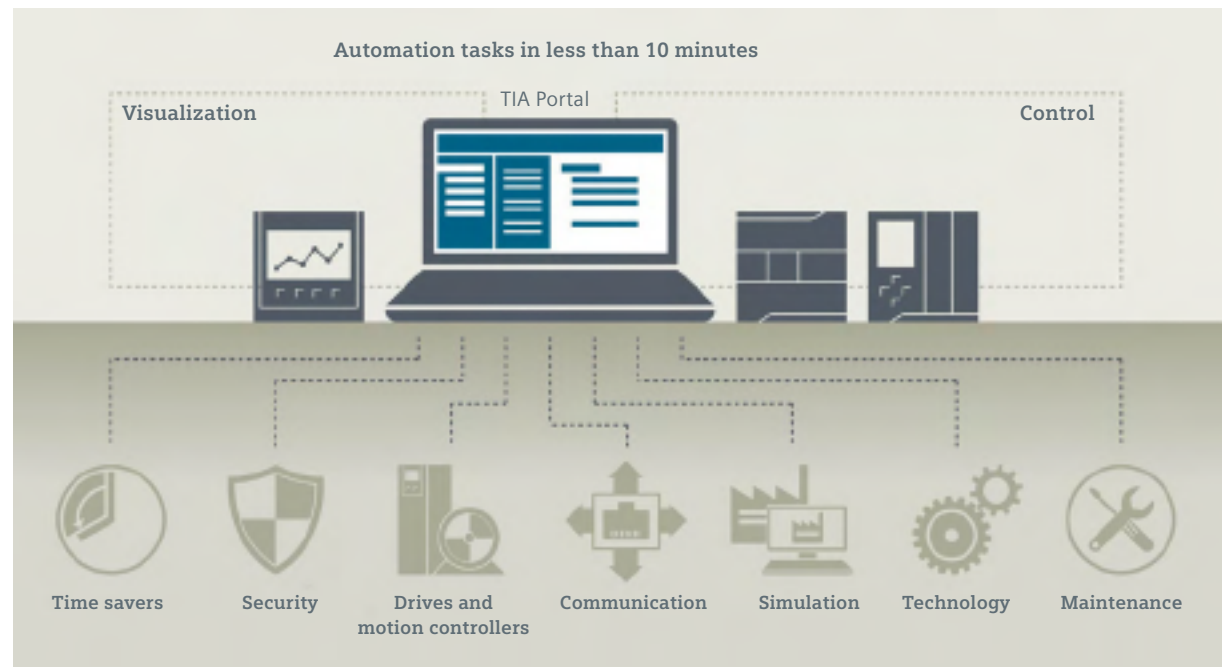 Automation tasks in less than 10 minutes
TIA Portal
Visualization
Control
Time savers
Security
Drives and
motion controllers
Communication
Simulation
Technology
Maintenance